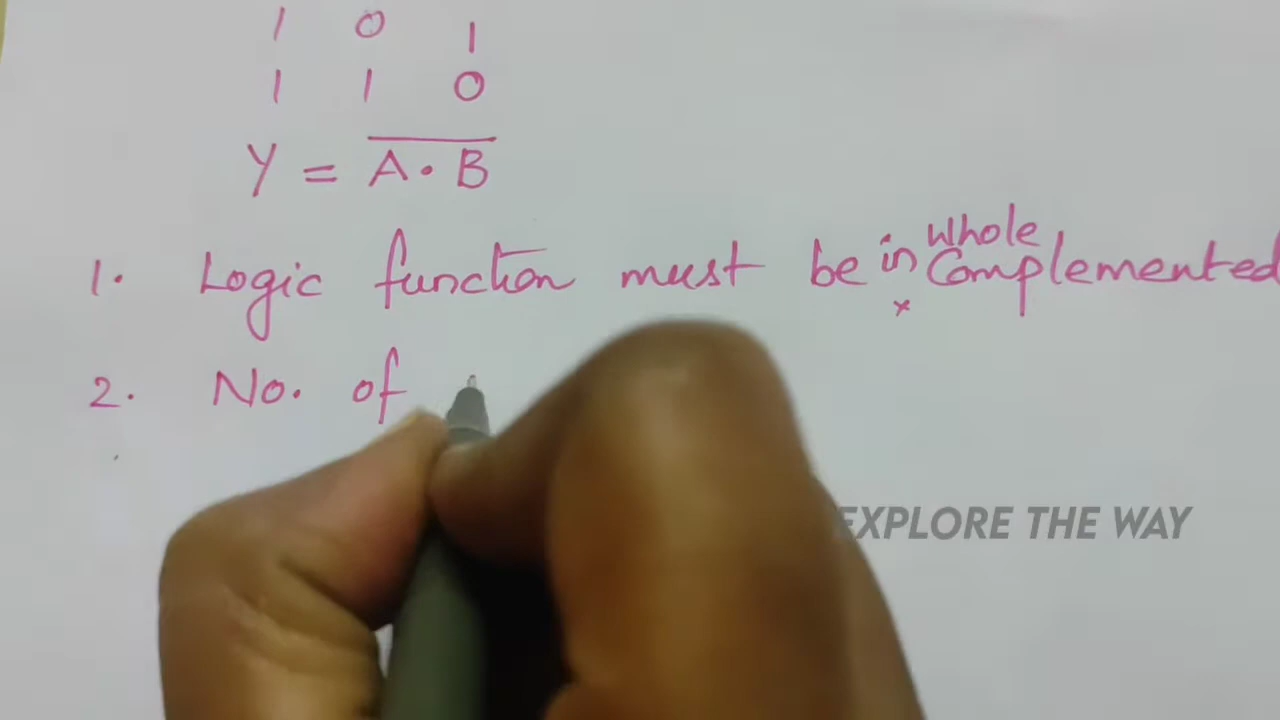 1 0 1
1 1 0
Y = \overline{A · B}
1. Logic function must be in whole Complemented
×
2. No. of
EXPLORE THE WAY